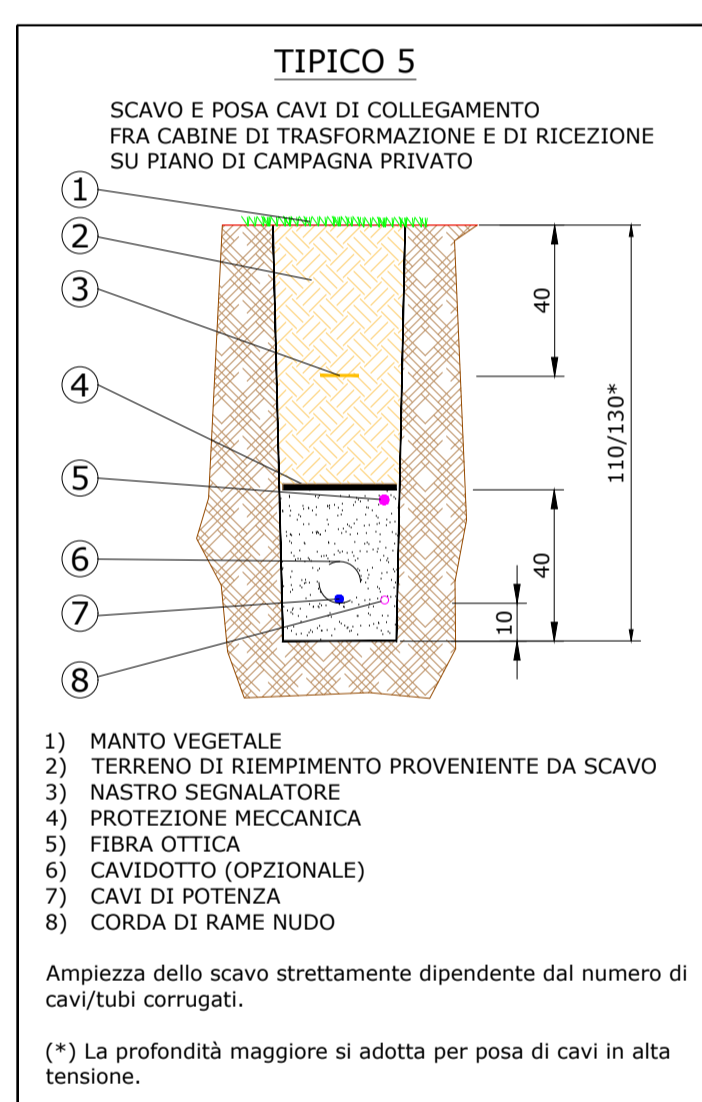 TIPICO 5
SCAVO E POSA CAVI DI COLLEGAMENTO
FRA CABINE DI TRASFORMAZIONE E DI RICEZIONE
SU PIANO DI CAMPAGNA PRIVATO
1
2
3
4
5
6
7
8
40
110/130*
40
10
1) MANTO VEGETALE
2) TERRENO DI RIEMPIMENTO PROVENIENTE DA SCAVO
3) NASTRO SEGNALATORE
4) PROTEZIONE MECCANICA
5) FIBRA OTTICA
6) CAVIDOTTO (OPZIONALE)
7) CAVI DI POTENZA
8) CORDA DI RAME NUDO
Ampiezza dello scavo strettamente dipendente dal numero di
cavi/tubi corrugati.
(*) La profondità maggiore si adotta per posa di cavi in alta
tensione.